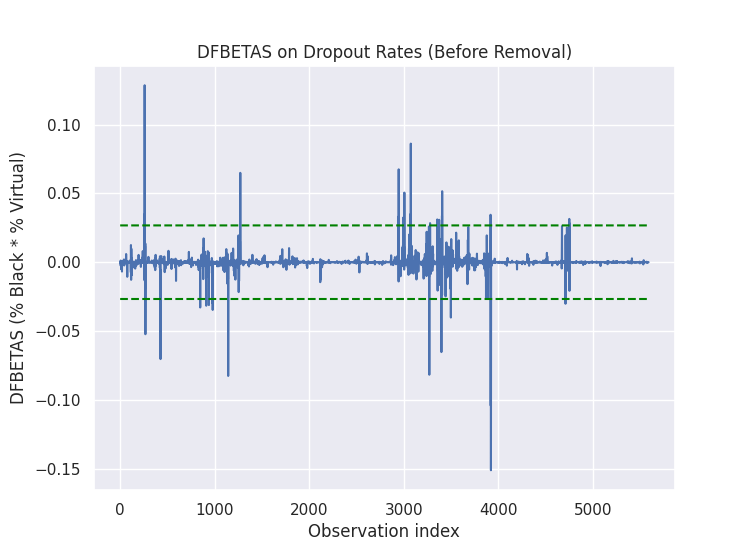 DFBETAS on Dropout Rates (Before Removal)
DFBETAS (% Black * % Virtual)
0.10
0.05
0.00
−0.05
−0.10
−0.15
0 1000 2000 3000 4000 5000
Observation index